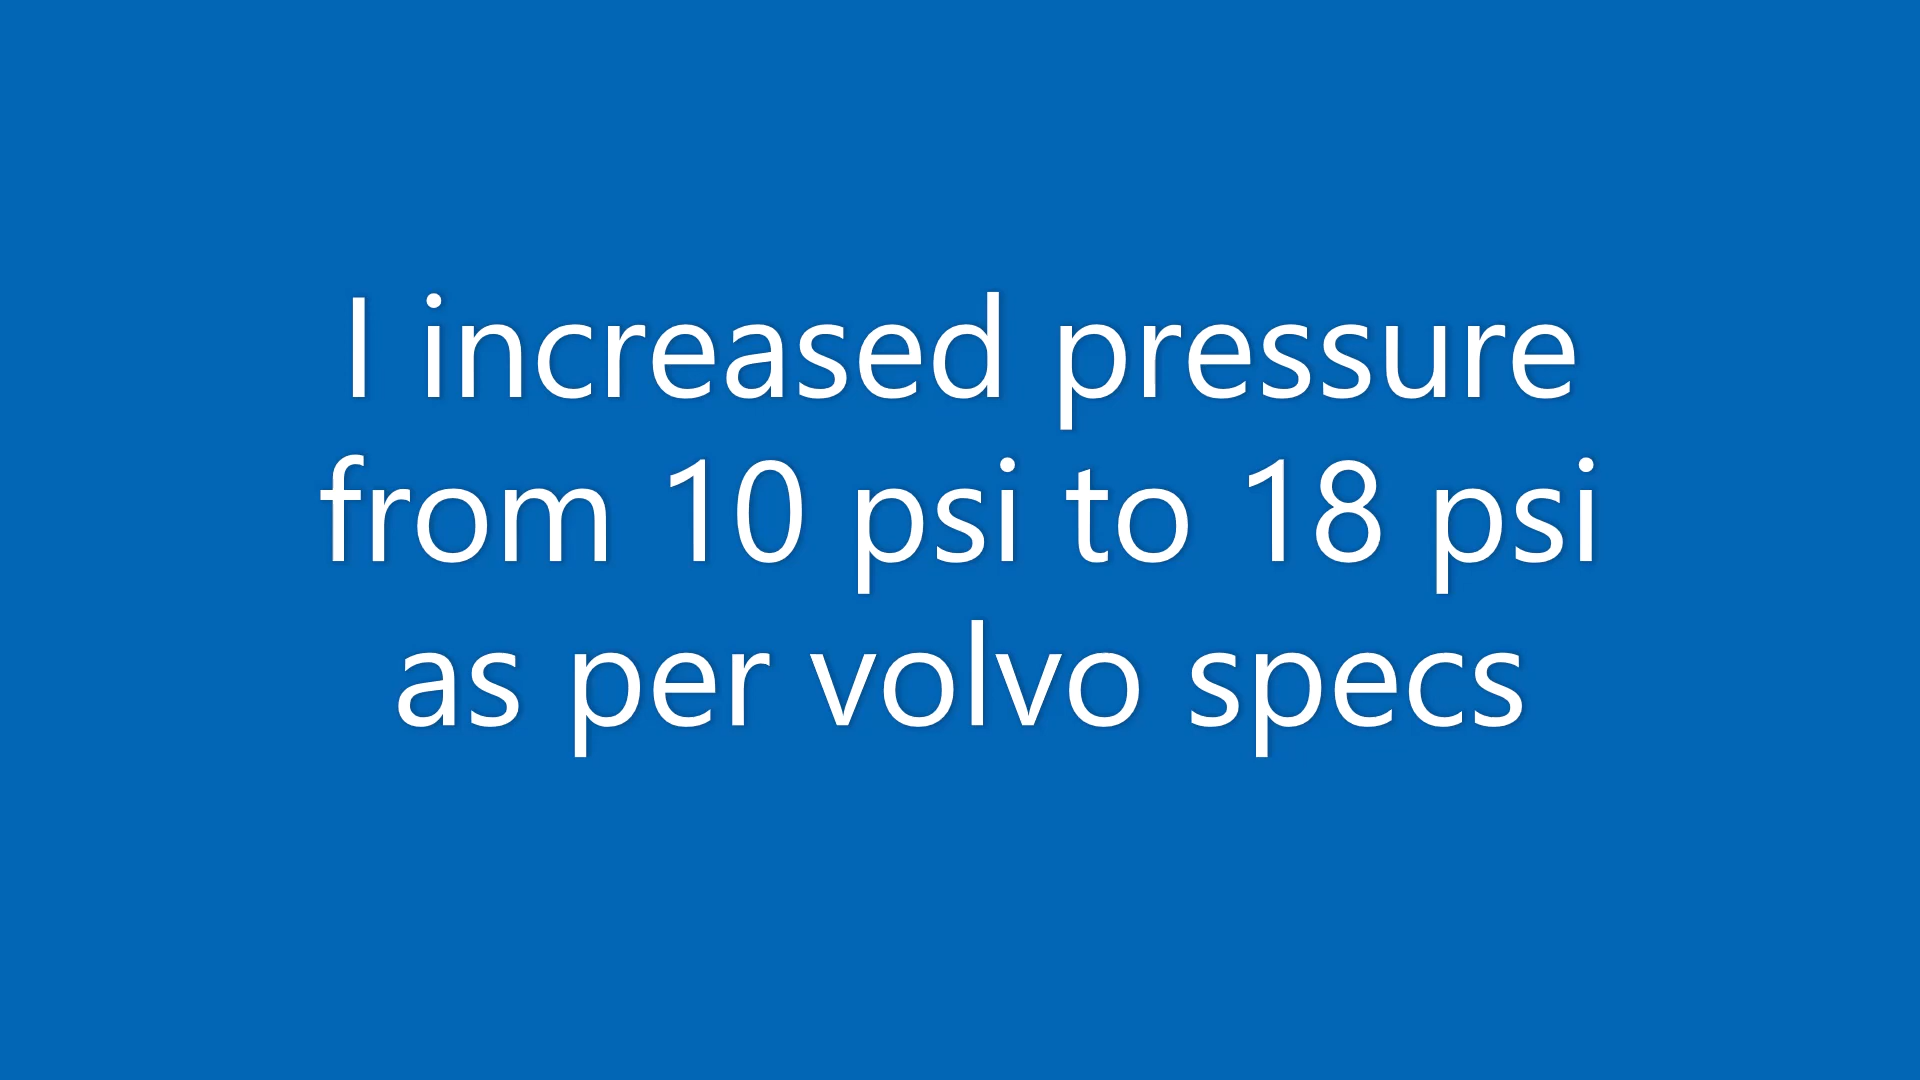 I increased pressure
from 10 psi to 18 psi
as per volvo specs